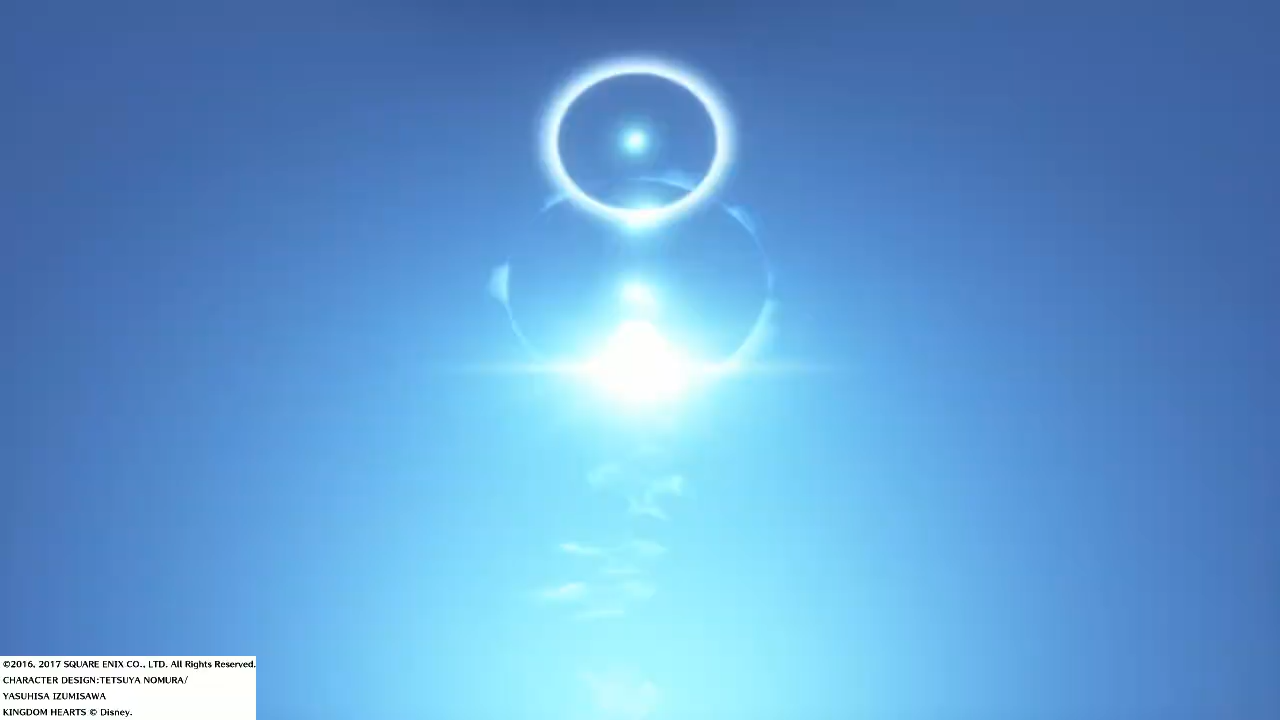 ©2016, 2017 SQUARE ENIX CO., LTD. All Rights Reserved.
CHARACTER DESIGN:TETSUYA NOMURA/
YASUHISA IZUMISAWA
KINGDOM HEARTS © Disney.